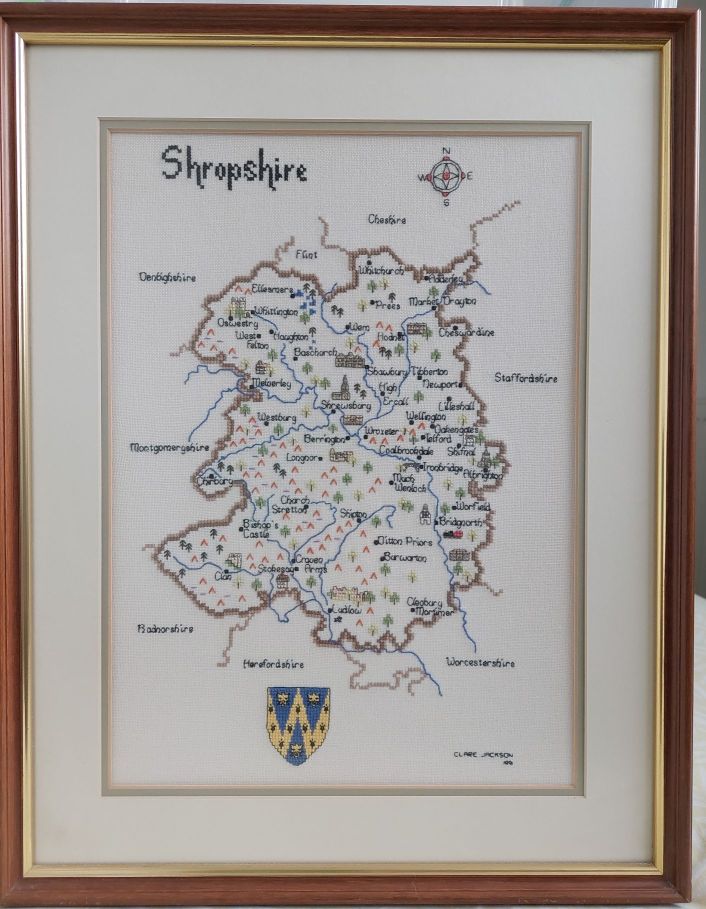 Shropshire
N
W E
S
Cheshire
Flint
Denbighshire
Whitchurch
Adderley
Ellesmere
Prees
Market Drayton
Whittington
Oswestry
Wem
Hodnet
Cheswardine
West Felton
Haughton
Baschurch
Shawbury
Tibberton
Staffordshire
Melverley
High Ercall
Newport
Shrewsbury
Lilleshall
Westbury
Wellington
Wroxeter
Oakengates
Berrington
Telford
Montgomeryshire
Coalbrookdale
Shifnal
Longnor
Ironbridge
Albrighton
Chirbury
Much Wenlock
Church Stretton
Shipton
Worfield
Bishop's Castle
Bridgnorth
Ditton Priors
Burwarton
Craven Arms
Stokesay
Clun
Ludlow
Cleobury Mortimer
Radnorshire
Herefordshire
Worcestershire
CLARE JACKSON